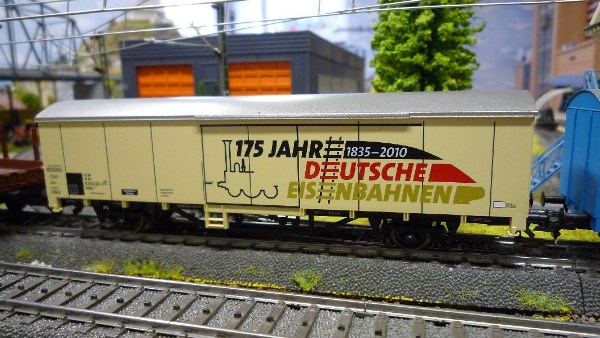 175 JAHRE 1835–2010
DEUTSCHE
EISENBAHNEN